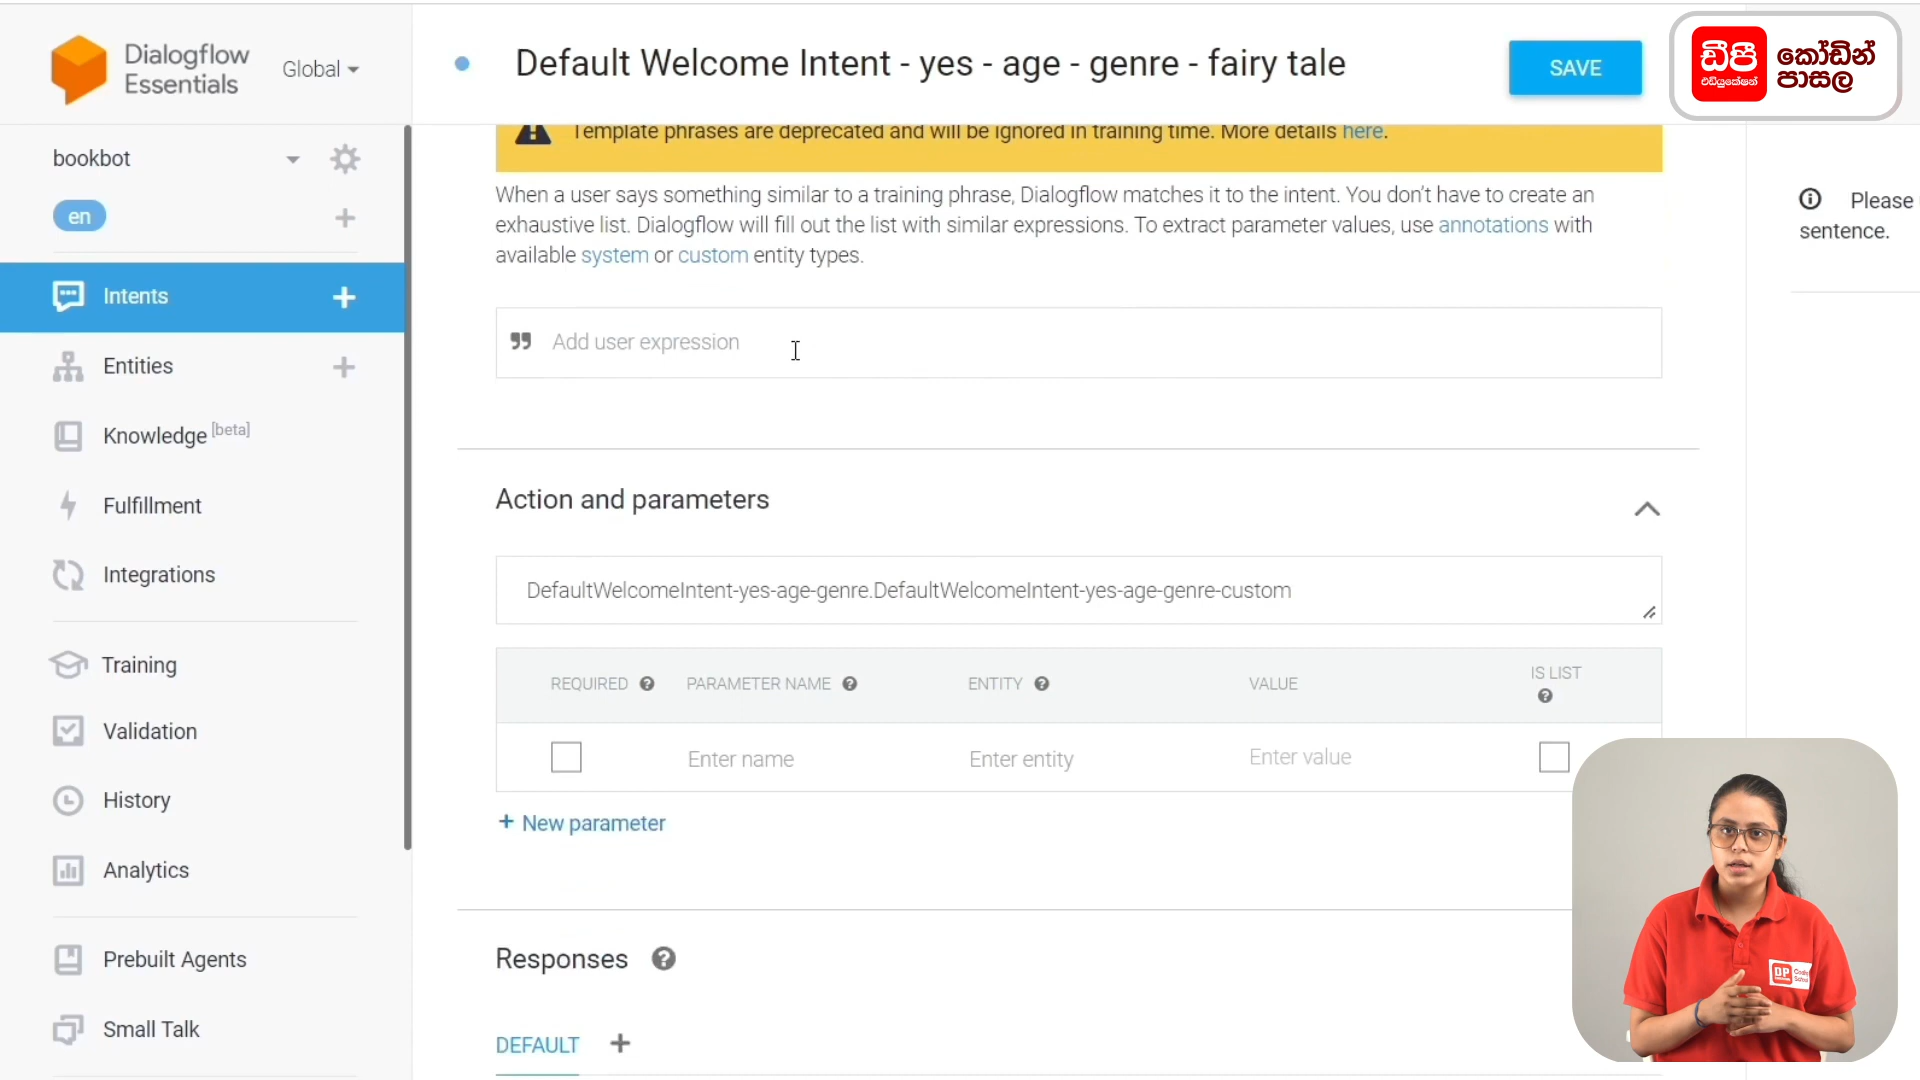 Dialogflow
Essentials
Global
Default Welcome Intent - yes - age - genre - fairy tale
SAVE
ඩීපී
එඩියුකේෂන්
කෝඩින්
පාසල
bookbot
en
Intents
Entities
Knowledge [beta]
Fulfillment
Integrations
Training
Validation
History
Analytics
Prebuilt Agents
Small Talk
Template phrases are deprecated and will be ignored in training time. More details here.
When a user says something similar to a training phrase, Dialogflow matches it to the intent. You don't have to create an
exhaustive list. Dialogflow will fill out the list with similar expressions. To extract parameter values, use annotations with
available system or custom entity types.
Add user expression
Action and parameters
DefaultWelcomeIntent-yes-age-genre.DefaultWelcomeIntent-yes-age-genre-custom
REQUIRED PARAMETER NAME ENTITY VALUE IS LIST
Enter name Enter entity Enter value
+ New parameter
Responses
DEFAULT +
Please
sentence.
DP